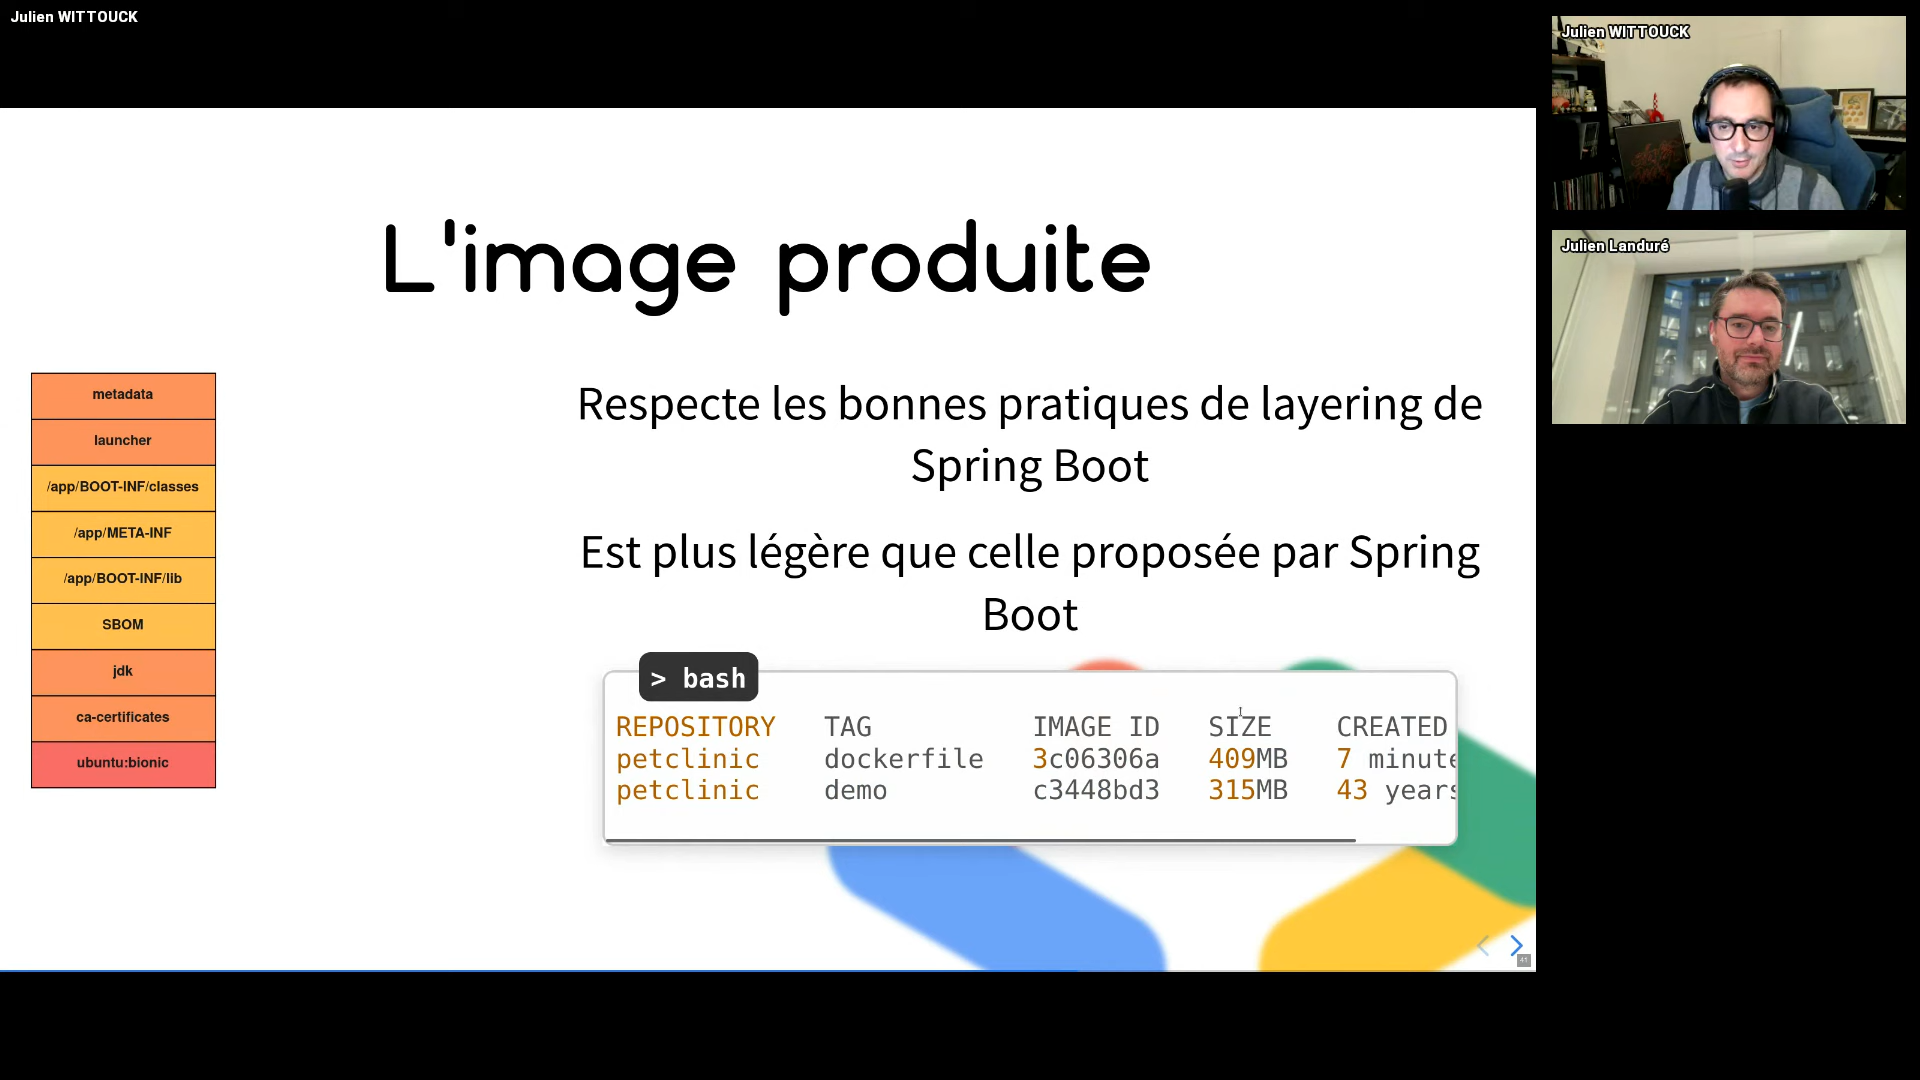 Julien WITTOUCK
Julien WITTOUCK
Julien Landuré
L'image produite
metadata
launcher
/app/BOOT-INF/classes
/app/META-INF
/app/BOOT-INF/lib
SBOM
jdk
ca-certificates
ubuntu:bionic
Respecte les bonnes pratiques de layering de
Spring Boot
Est plus légère que celle proposée par Spring
Boot
> bash
REPOSITORY TAG IMAGE ID SIZE CREATED
petclinic dockerfile 3c06306a 409MB 7 minute
petclinic demo c3448bd3 315MB 43 years